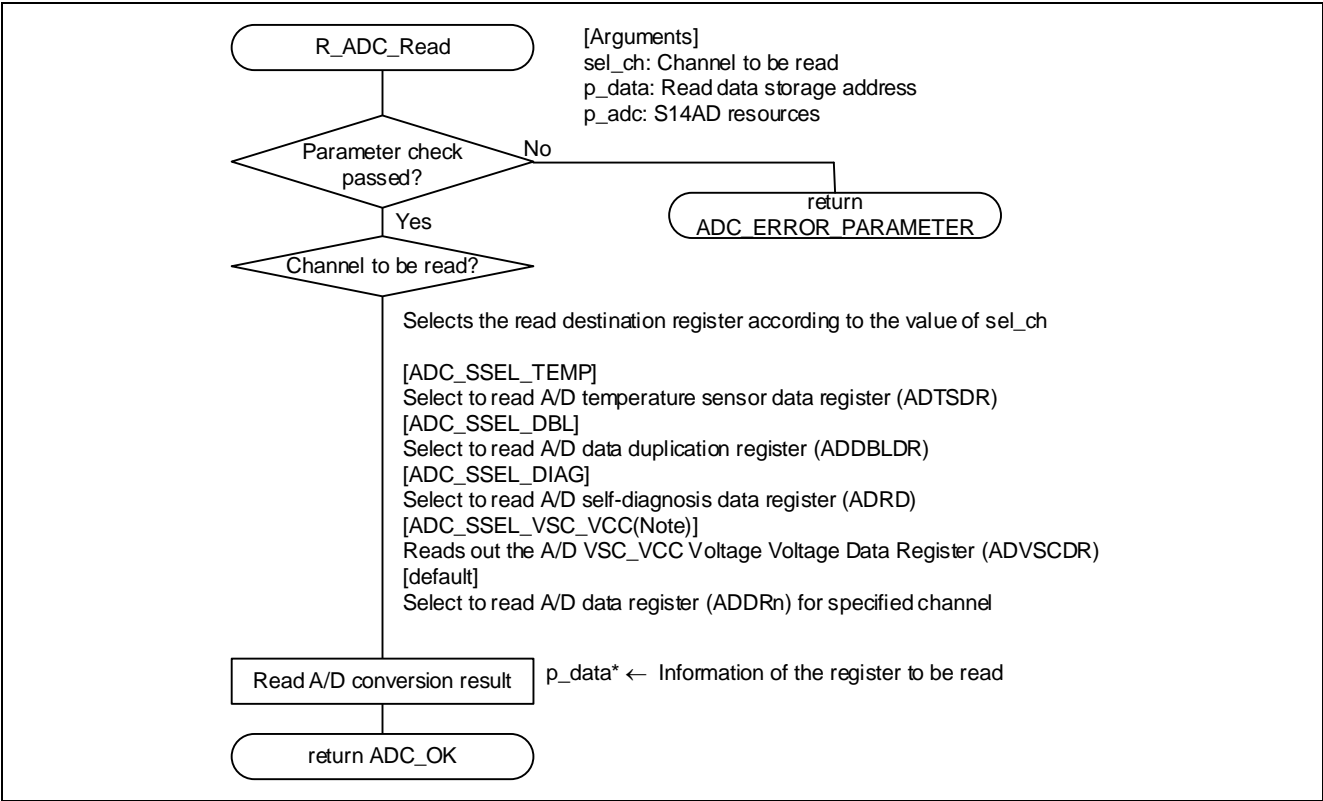 R_ADC_Read
[Arguments]
sel_ch: Channel to be read
p_data: Read data storage address
p_adc: S14AD resources
Parameter check
passed?
No
return
ADC_ERROR_PARAMETER
Yes
Channel to be read?
Selects the read destination register according to the value of sel_ch
[ADC_SSEL_TEMP]
Select to read A/D temperature sensor data register (ADTSDR)
[ADC_SSEL_DBL]
Select to read A/D data duplication register (ADDBLDR)
[ADC_SSEL_DIAG]
Select to read A/D self-diagnosis data register (ADRD)
[ADC_SSEL_VSC_VCC(Note)]
Reads out the A/D VSC_VCC Voltage Voltage Data Register (ADVSCDR)
[default]
Select to read A/D data register (ADDRn) for specified channel
Read A/D conversion result
p_data* ← Information of the register to be read
return ADC_OK